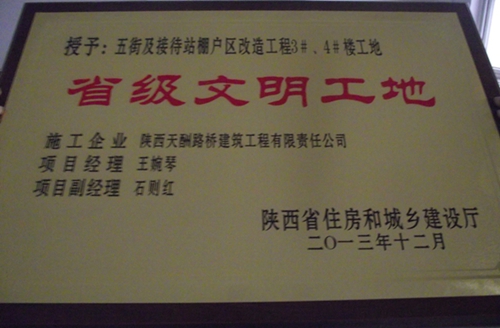 授予：五街及接待站棚户区改造工程3#、4#楼工地
省级文明工地
施工企业 陕西天酬路桥建筑工程有限责任公司
项目经理 王婉琴
项目副经理 石则红
陕西省住房和城乡建设厅
二〇一三年十二月